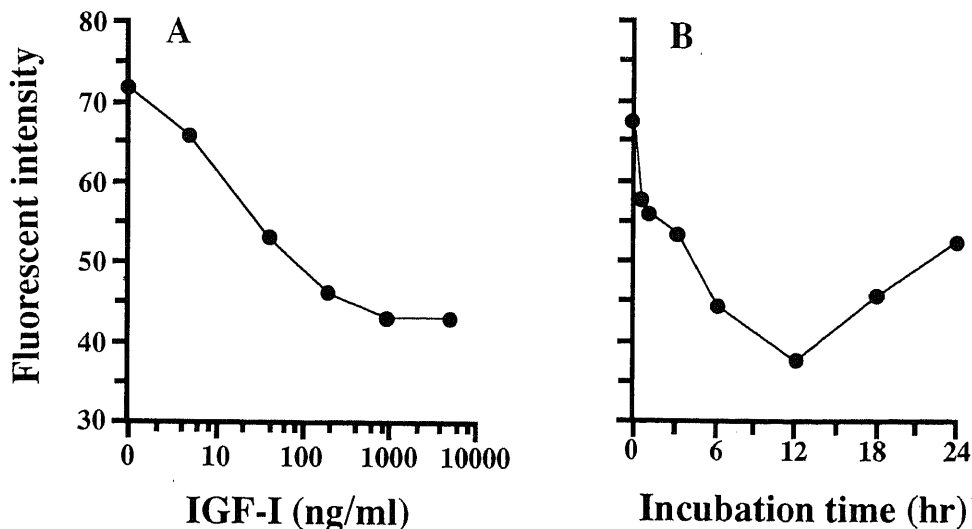 Fluorescent intensity
A
80
70
60
50
40
30
0 10 100 1000 10000
IGF-I (ng/ml)
B
0 6 12 18 24
Incubation time (hr)